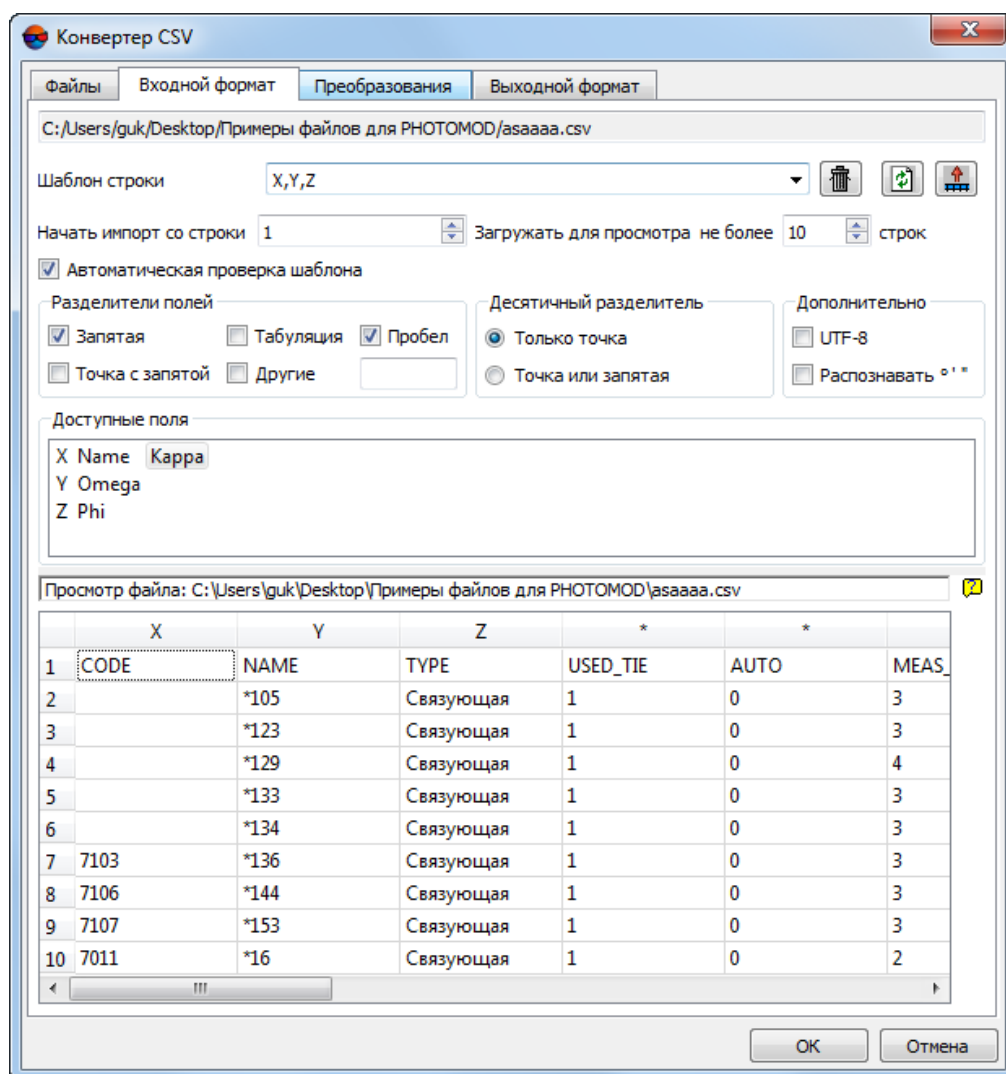 Конвертер CSV
Файлы Входной формат Преобразования Выходной формат
C:/Users/guk/Desktop/Примеры файлов для PHOTOMOD/asaaaa.csv
Шаблон строки X,Y,Z
Начать импорт со строки 1 Загружать для просмотра не более 10 строк
Автоматическая проверка шаблона
Разделители полей Десятичный разделитель Дополнительно
Запятая Табуляция Пробел Только точка UTF-8
Точка с запятой Другие Точка или запятая Распознавать °'"
Доступные поля
X Name Kappa
Y Omega
Z Phi
Просмотр файла: C:\Users\guk\Desktop\Примеры файлов для PHOTOMOD\asaaaa.csv
X Y Z * *
1 CODE NAME TYPE USED_TIE AUTO MEAS_
2 *105 Связующая 1 0 3
3 *123 Связующая 1 0 3
4 *129 Связующая 1 0 4
5 *133 Связующая 1 0 3
6 *134 Связующая 1 0 3
7 7103 *136 Связующая 1 0 3
8 7106 *144 Связующая 1 0 3
9 7107 *153 Связующая 1 0 3
10 7011 *16 Связующая 1 0 2
OK Отмена